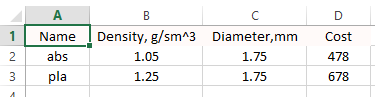 A B C D
1 Name Density, g/sm^3 Diameter,mm Cost
2 abs 1.05 1.75 478
3 pla 1.25 1.75 678